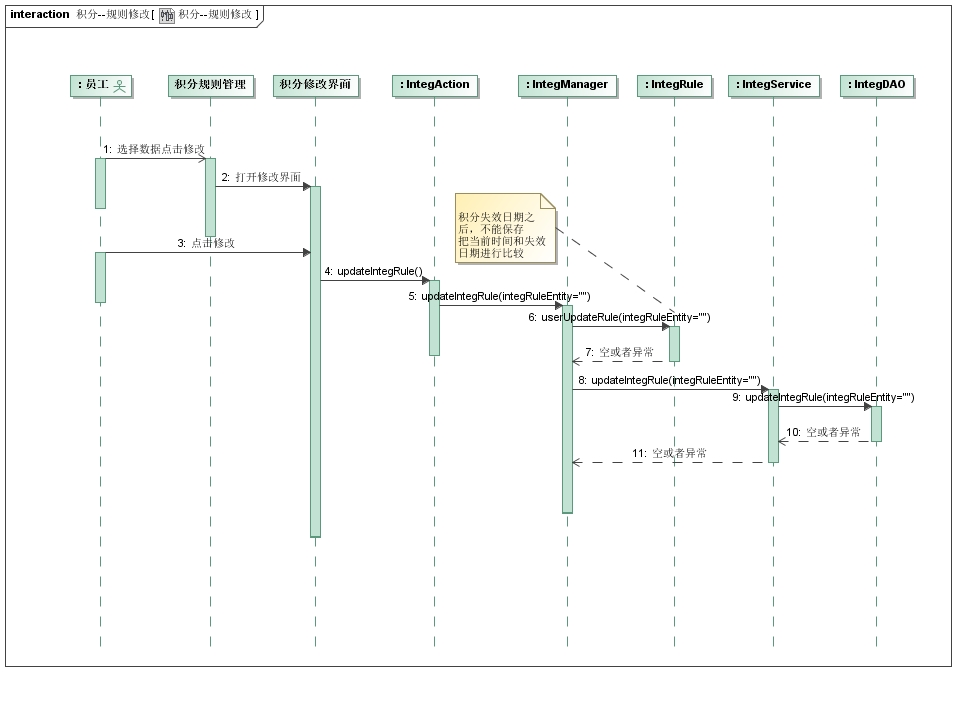 interaction 积分--规则修改[ 积分--规则修改 ]
: 员工
积分规则管理
积分修改界面
: IntegAction
: IntegManager
: IntegRule
: IntegService
: IntegDAO
1: 选择数据点击修改
2: 打开修改界面
积分失效日期之
后，不能保存
把当前时间和失效
日期进行比较
3: 点击修改
4: updateIntegRule()
5: updateIntegRule(integRuleEntity="")
6: userUpdateRule(integRuleEntity="")
7: 空或者异常
8: updateIntegRule(integRuleEntity="")
9: updateIntegRule(integRuleEntity="")
10: 空或者异常
11: 空或者异常